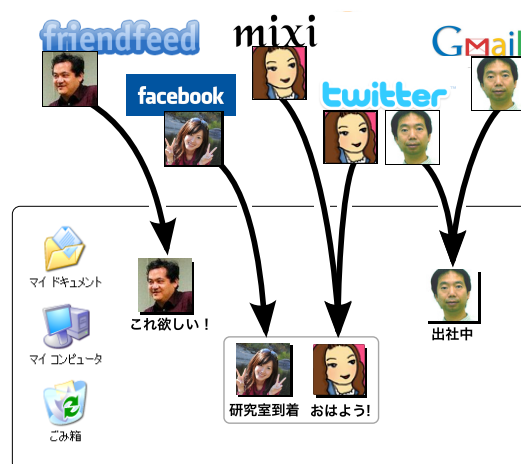 friendfeed
mixi
GMail
facebook
twitter
マイ ドキュメント
これ欲しい！
マイ コンピュータ
出社中
研究室到着
おはよう!
ごみ箱